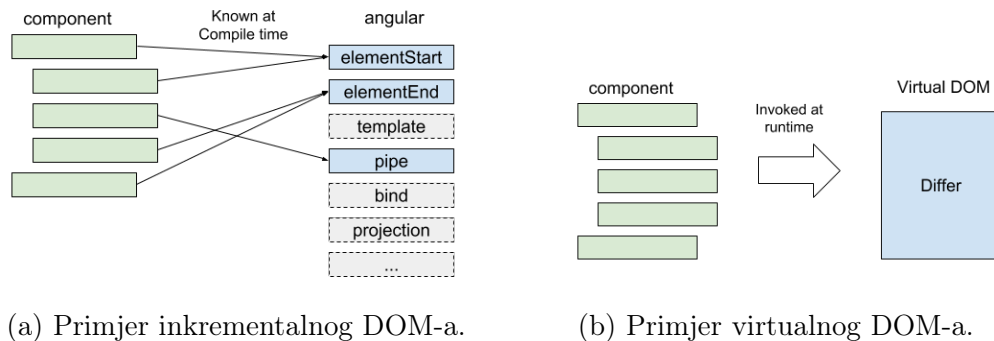 component
Known at
Compile time
angular
elementStart
elementEnd
template
pipe
bind
projection
...
component
Invoked at
runtime
Virtual DOM
Differ
(a) Primjer inkrementalnog DOM-a.
(b) Primjer virtualnog DOM-a.